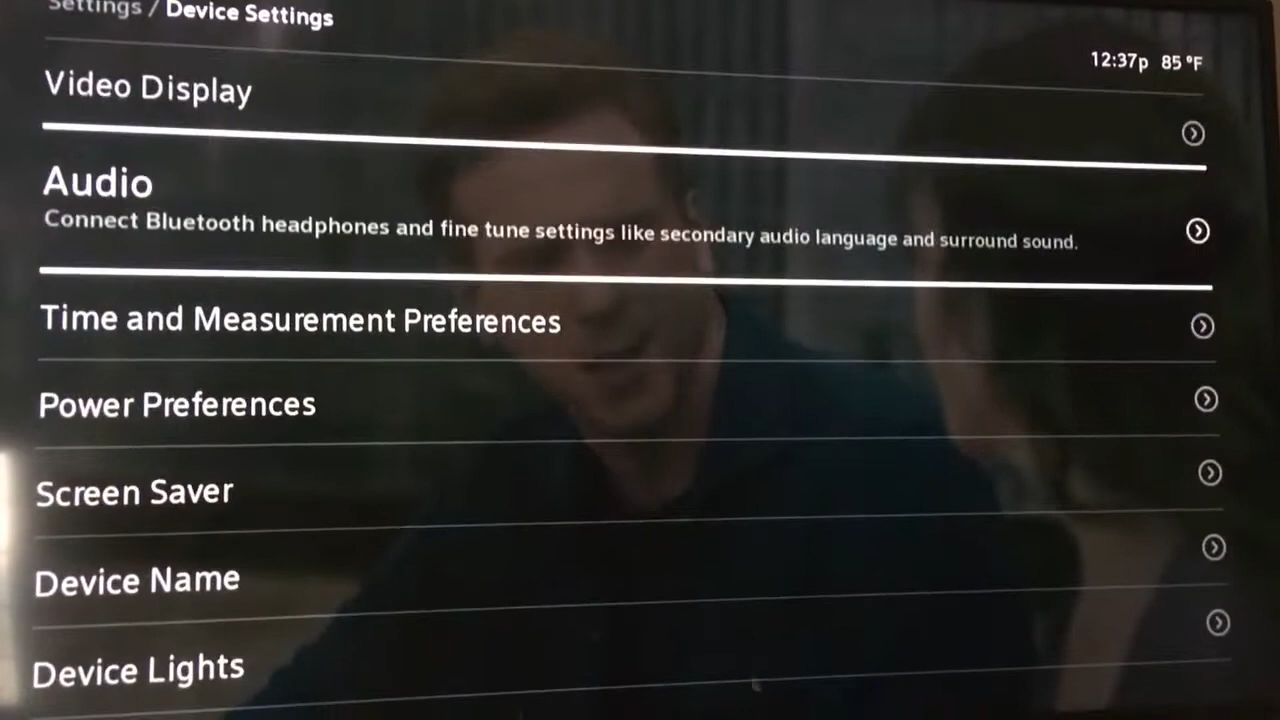 Settings / Device Settings
12:37p 85 °F
Video Display
Audio
Connect Bluetooth headphones and fine tune settings like secondary audio language and surround sound.
Time and Measurement Preferences
Power Preferences
Screen Saver
Device Name
Device Lights